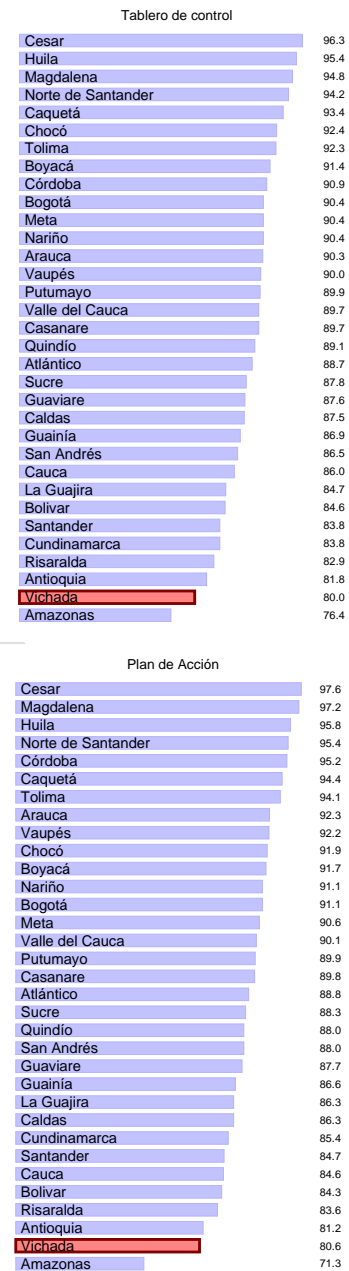 Tablero de control
Cesar 96.3
Huila 95.4
Magdalena 94.8
Norte de Santander 94.2
Caquetá 93.4
Chocó 92.4
Tolima 92.3
Boyacá 91.4
Córdoba 90.9
Bogotá 90.4
Meta 90.4
Nariño 90.4
Arauca 90.3
Vaupés 90.0
Putumayo 89.9
Valle del Cauca 89.7
Casanare 89.7
Quindío 89.1
Atlántico 88.7
Sucre 87.8
Guaviare 87.6
Caldas 87.5
Guainía 86.9
San Andrés 86.5
Cauca 86.0
La Guajira 84.7
Bolivar 84.6
Santander 83.8
Cundinamarca 83.8
Risaralda 82.9
Antioquia 81.8
Vichada 80.0
Amazonas 76.4
Plan de Acción
Cesar 97.6
Magdalena 97.2
Huila 95.8
Norte de Santander 95.4
Córdoba 95.2
Caquetá 94.4
Tolima 94.1
Arauca 92.3
Vaupés 92.2
Chocó 91.9
Boyacá 91.7
Nariño 91.1
Bogotá 91.1
Meta 90.6
Valle del Cauca 90.1
Putumayo 89.9
Casanare 89.8
Atlántico 88.8
Sucre 88.3
Quindío 88.0
San Andrés 88.0
Guaviare 87.7
Guainía 86.6
La Guajira 86.3
Caldas 86.3
Cundinamarca 85.4
Santander 84.7
Cauca 84.6
Bolivar 84.3
Risaralda 83.6
Antioquia 81.2
Vichada 80.6
Amazonas 71.3